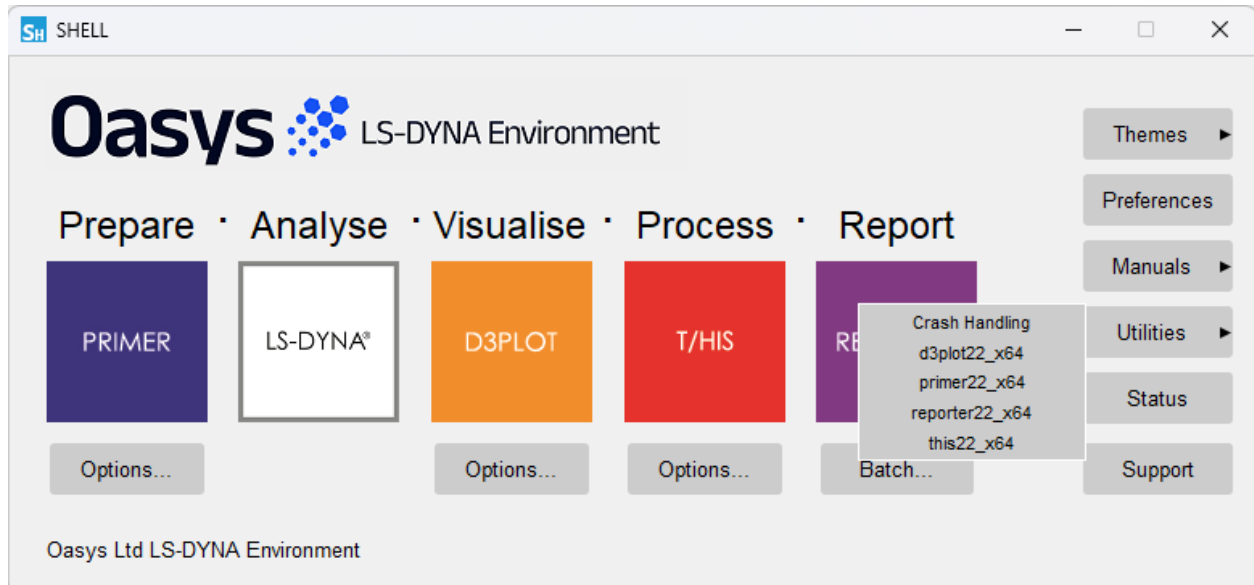 SH SHELL
Oasys LS-DYNA Environment
Themes
Preferences
Prepare · Analyse · Visualise · Process · Report
Manuals
PRIMER
LS-DYNA®
D3PLOT
T/HIS
RE
Crash Handling
d3plot22_x64
primer22_x64
reporter22_x64
this22_x64
Utilities
Status
Options...
Options...
Options...
Batch...
Support
Oasys Ltd LS-DYNA Environment